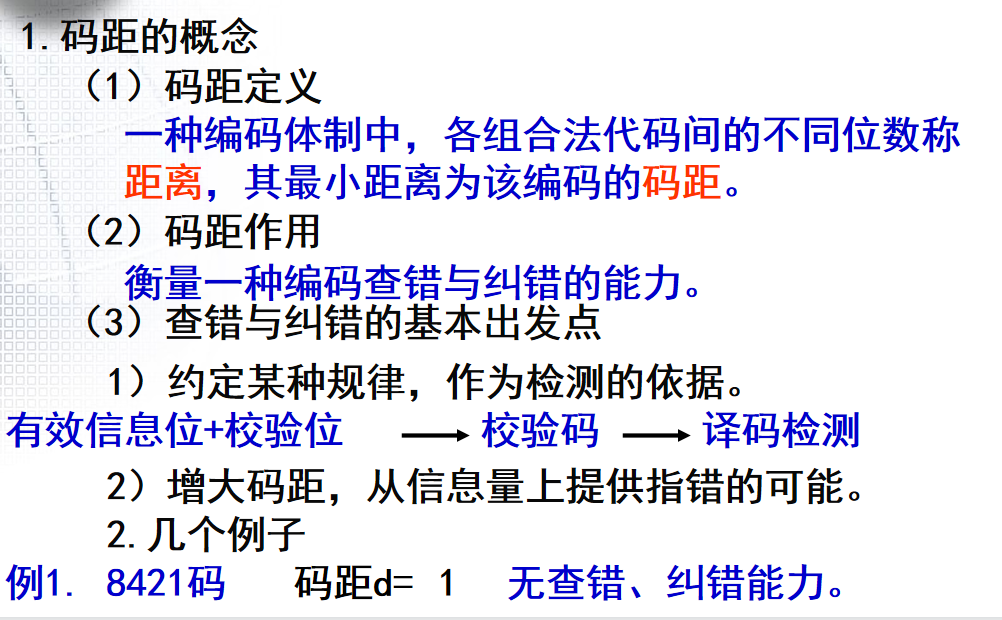 1.码距的概念
（1）码距定义
一种编码体制中，各组合法代码间的不同位数称
距离，其最小距离为该编码的码距。
（2）码距作用
衡量一种编码查错与纠错的能力。
（3）查错与纠错的基本出发点
1）约定某种规律，作为检测的依据。
有效信息位+校验位 → 校验码 → 译码检测
2）增大码距，从信息量上提供指错的可能。
2.几个例子
例1. 8421码 码距d= 1 无查错、纠错能力。